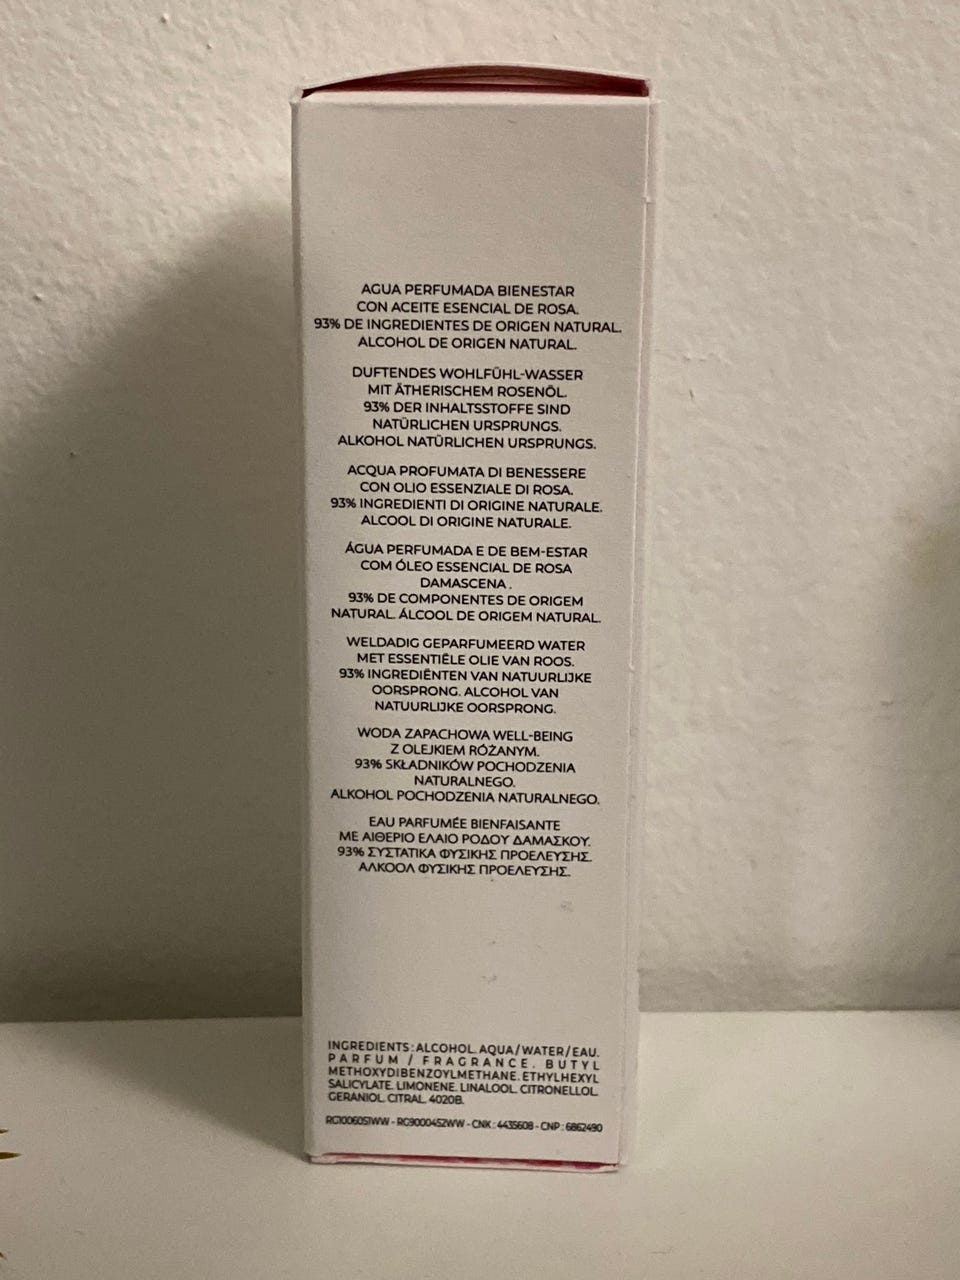 AGUA PERFUMADA BIENESTAR
CON ACEITE ESENCIAL DE ROSA.
93% DE INGREDIENTES DE ORIGEN NATURAL.
ALCOHOL DE ORIGEN NATURAL.
DUFTENDES WOHLFÜHL-WASSER
MIT ÄTHERISCHEM ROSENÖL.
93% DER INHALTSSTOFFE SIND
NATÜRLICHEN URSPRUNGS.
ALKOHOL NATÜRLICHEN URSPRUNGS.
ACQUA PROFUMATA DI BENESSERE
CON OLIO ESSENZIALE DI ROSA.
93% INGREDIENTI DI ORIGINE NATURALE.
ALCOOL DI ORIGINE NATURALE.
ÁGUA PERFUMADA E DE BEM-ESTAR
COM ÓLEO ESSENCIAL DE ROSA
DAMASCENA .
93% DE COMPONENTES DE ORIGEM
NATURAL. ÁLCOOL DE ORIGEM NATURAL.
WELDADIG GEPARFUMEERD WATER
MET ESSENTIËLE OLIE VAN ROOS.
93% INGREDIËNTEN VAN NATUURLIJKE
OORSPRONG. ALCOHOL VAN
NATUURLIJKE OORSPRONG.
WODA ZAPACHOWA WELL-BEING
Z OLEJKIEM RÓŻANYM.
93% SKŁADNIKÓW POCHODZENIA
NATURALNEGO.
ALKOHOL POCHODZENIA NATURALNEGO.
EAU PARFUMÉE BIENFAISANTE
ΜΕ ΑΙΘΕΡΙΟ ΕΛΑΙΟ ΡΟΔΟΥ ΔΑΜΑΣΚΟΥ.
93% ΣΥΣΤΑΤΙΚΑ ΦΥΣΙΚΗΣ ΠΡΟΕΛΕΥΣΗΣ.
ΑΛΚΟΟΛ ΦΥΣΙΚΗΣ ΠΡΟΕΛΕΥΣΗΣ.
INGREDIENTS : ALCOHOL. AQUA / WATER / EAU.
PARFUM / FRAGRANCE. BUTYL
METHOXYDIBENZOYLMETHANE. ETHYLHEXYL
SALICYLATE. LIMONENE. LINALOOL. CITRONELLOL.
GERANIOL. CITRAL. 4020B.
RG1006051WW - RG9000452WW - CNK : 4435608 - CNP : 6862490